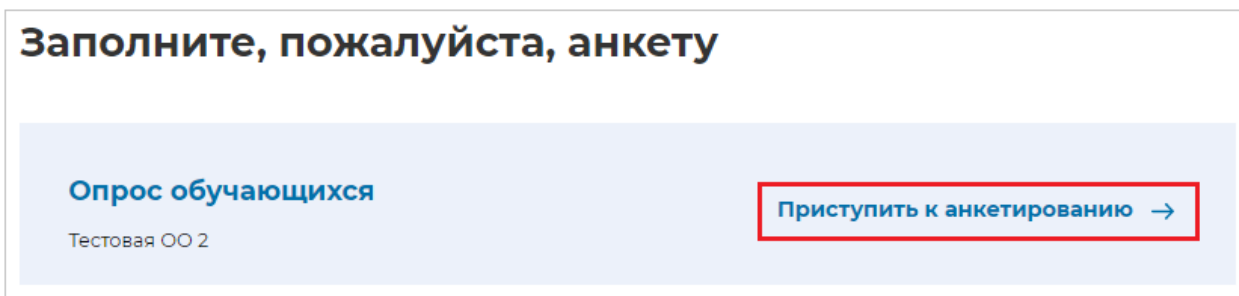 Заполните, пожалуйста, анкету
Опрос обучающихся
Приступить к анкетированию →
Тестовая ОО 2